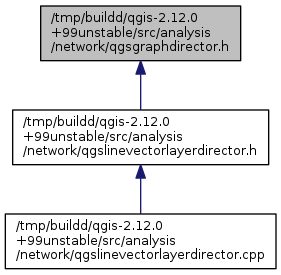 /tmp/buildd/qgis-2.12.0
+99unstable/src/analysis
/network/qgsgraphdirector.h
/tmp/buildd/qgis-2.12.0
+99unstable/src/analysis
/network/qgslinevectorlayerdirector.h
/tmp/buildd/qgis-2.12.0
+99unstable/src/analysis
/network/qgslinevectorlayerdirector.cpp